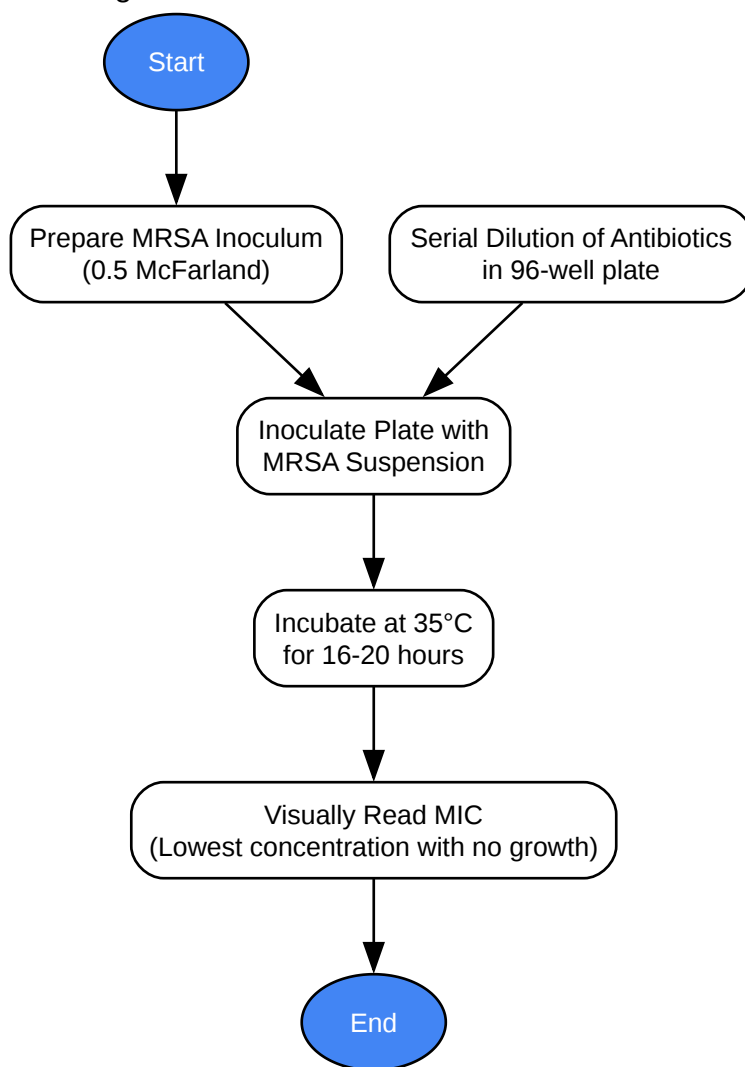 Start
Prepare MRSA Inoculum
(0.5 McFarland)
Serial Dilution of Antibiotics
in 96-well plate
Inoculate Plate with
MRSA Suspension
Incubate at 35°C
for 16-20 hours
Visually Read MIC
(Lowest concentration with no growth)
End